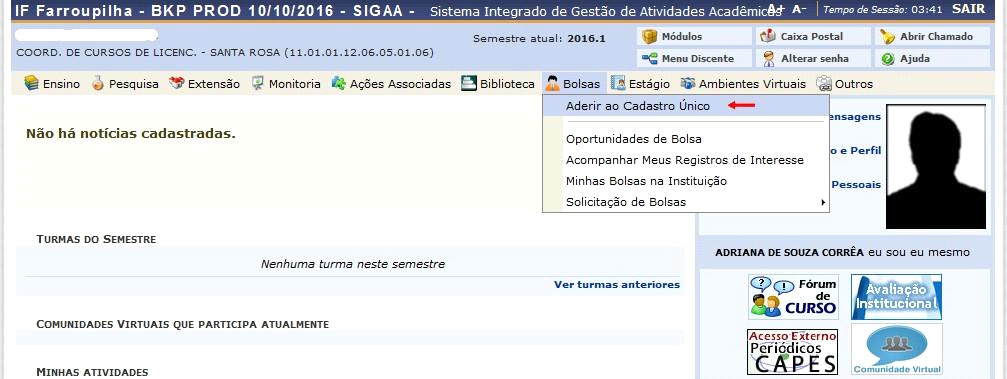 IF Farroupilha - BKP PROD 10/10/2016 - SIGAA - Sistema Integrado de Gestão de Atividades Acadêmicas A+ A- Tempo de Sessão: 03:41 SAIR
COORD. DE CURSOS DE LICENC. - SANTA ROSA (11.01.01.12.06.05.01.06)
Semestre atual: 2016.1
Módulos Caixa Postal Abrir Chamado
Menu Discente Alterar senha Ajuda
Ensino Pesquisa Extensão Monitoria Ações Associadas Biblioteca Bolsas Estágio Ambientes Virtuais Outros
Aderir ao Cadastro Único
Oportunidades de Bolsa
Acompanhar Meus Registros de Interesse
Minhas Bolsas na Instituição
Solicitação de Bolsas
Não há notícias cadastradas.
ensagens
o e Perfil
Pessoais
TURMAS DO SEMESTRE
Nenhuma turma neste semestre
Ver turmas anteriores
COMUNIDADES VIRTUAIS QUE PARTICIPA ATUALMENTE
MINHAS ATIVIDADES
ADRIANA DE SOUZA CORRÊA eu sou eu mesmo
Fórum
de
CURSO
Avaliação
Institucional
Acesso Externo
Periódicos
CAPES
Comunidade Virtual